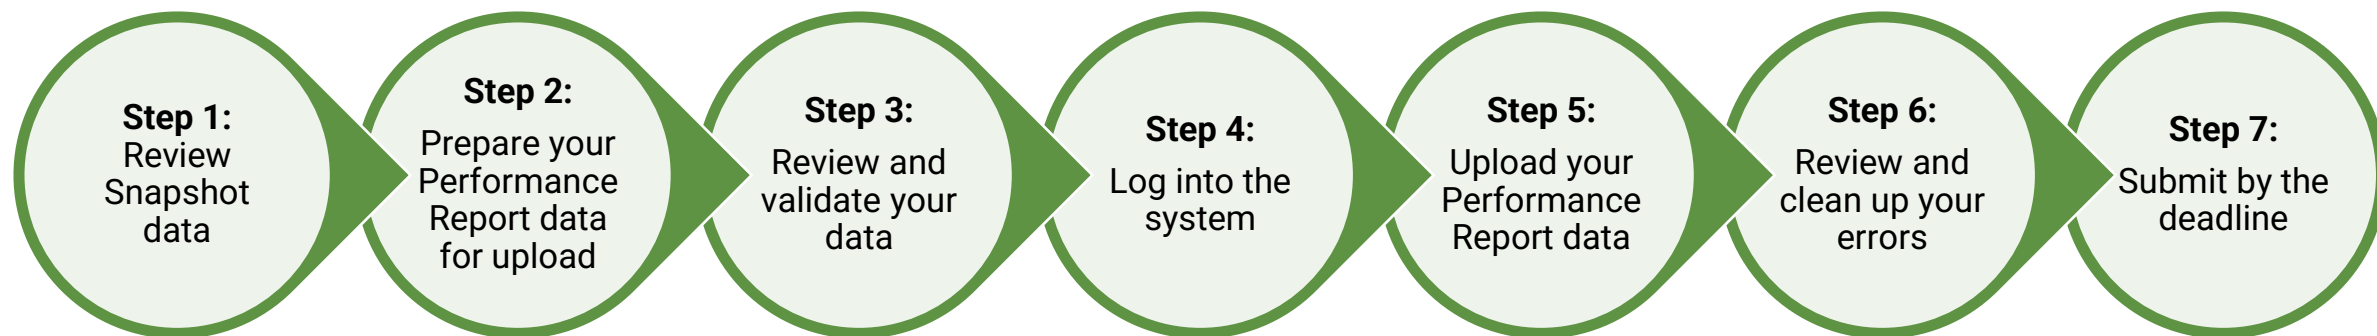 Step 1:
Review
Snapshot
data
Step 2:
Prepare your
Performance
Report data
for upload
Step 3:
Review and
validate your
data
Step 4:
Log into the
system
Step 5:
Upload your
Performance
Report data
Step 6:
Review and
clean up your
errors
Step 7:
Submit by the
deadline